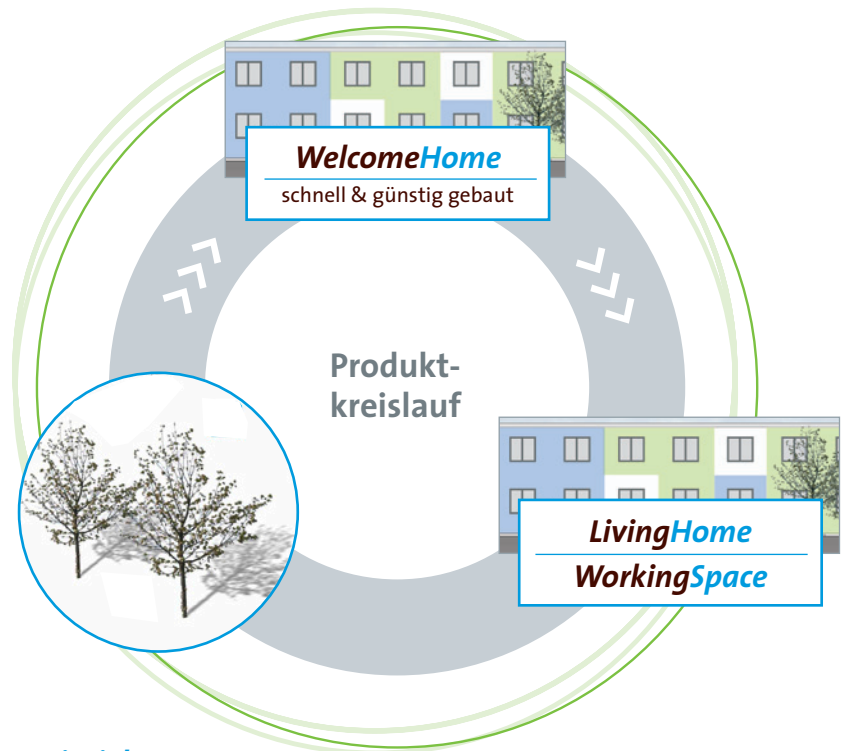 WelcomeHome
schnell & günstig gebaut
Produkt-
kreislauf
LivingHome
WorkingSpace